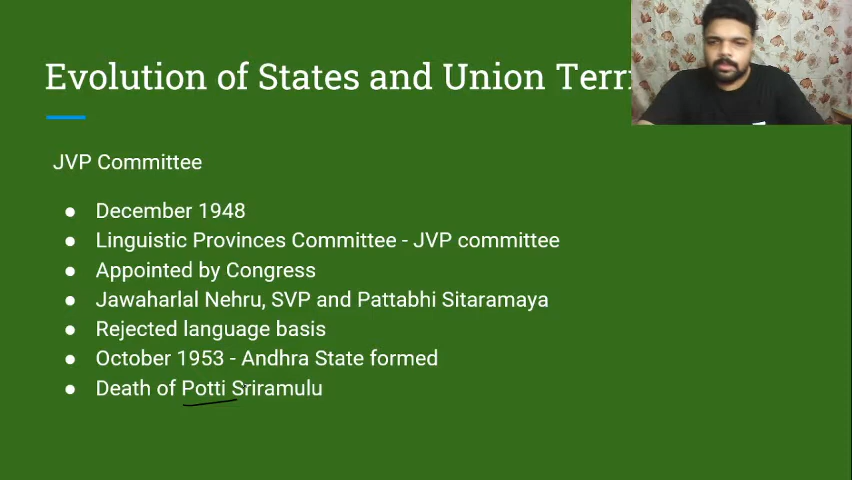 Evolution of States and Union
JVP Committee
● December 1948
● Linguistic Provinces Committee - JVP committee
● Appointed by Congress
● Jawaharlal Nehru, SVP and Pattabhi Sitaramaya
● Rejected language basis
● October 1953 - Andhra State formed
● Death of Potti Sriramulu